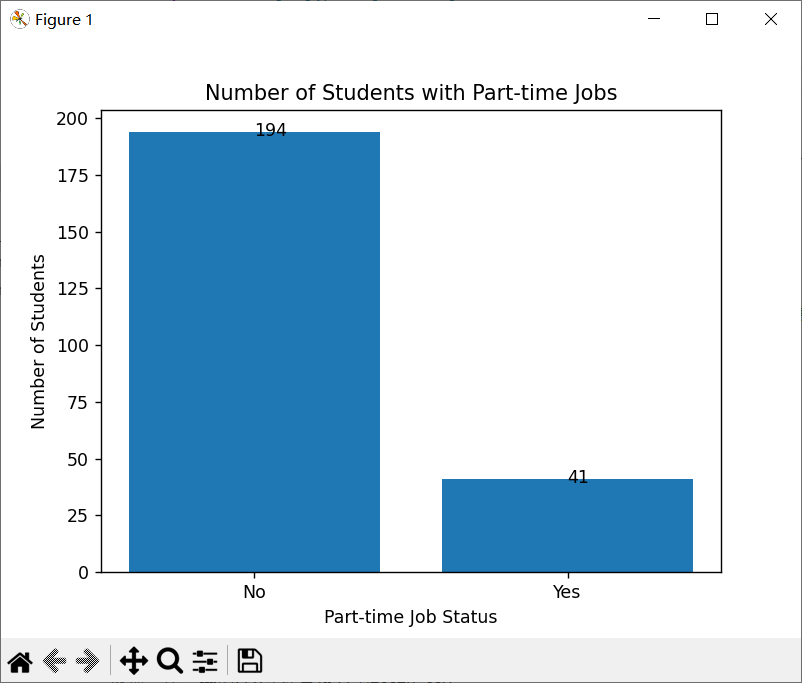 Figure 1
Number of Students with Part-time Jobs
200
175
150
125
100
75
50
25
0
Number of Students
194
41
No Yes
Part-time Job Status